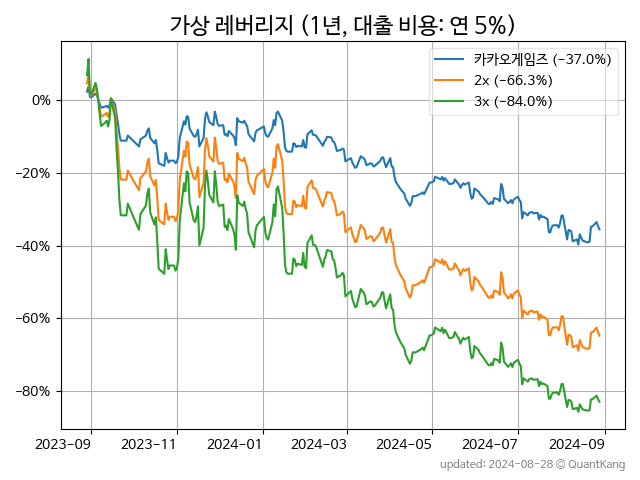 가상 레버리지 (1년, 대출 비용: 연 5%)
카카오게임즈 (−37.0%)
2x (−66.3%)
3x (−84.0%)
0%
−20%
−40%
−60%
−80%
2023-09 2023-11 2024-01 2024-03 2024-05 2024-07 2024-09
updated: 2024-08-28 © QuantKang